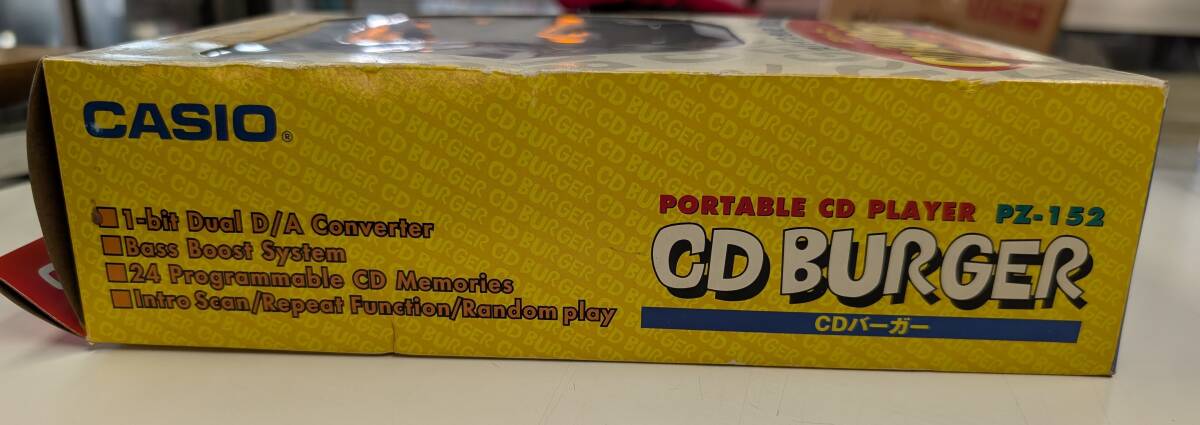 CASIO®
■1-bit Dual D/A Converter
■Bass Boost System
■24 Programmable CD Memories
■Intro Scan/Repeat Function/Random play
PORTABLE CD PLAYER PZ-152
CD BURGER
CDバーガー